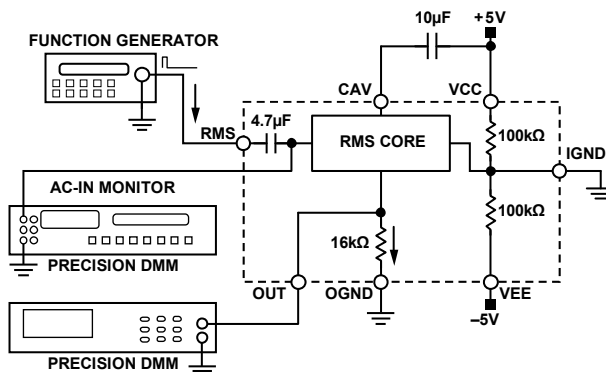 10µF
+5V
FUNCTION GENERATOR
CAV
VCC
4.7µF
RMS
100kΩ
RMS CORE
IGND
AC-IN MONITOR
100kΩ
16kΩ
PRECISION DMM
OUT
OGND
VEE
–5V
PRECISION DMM